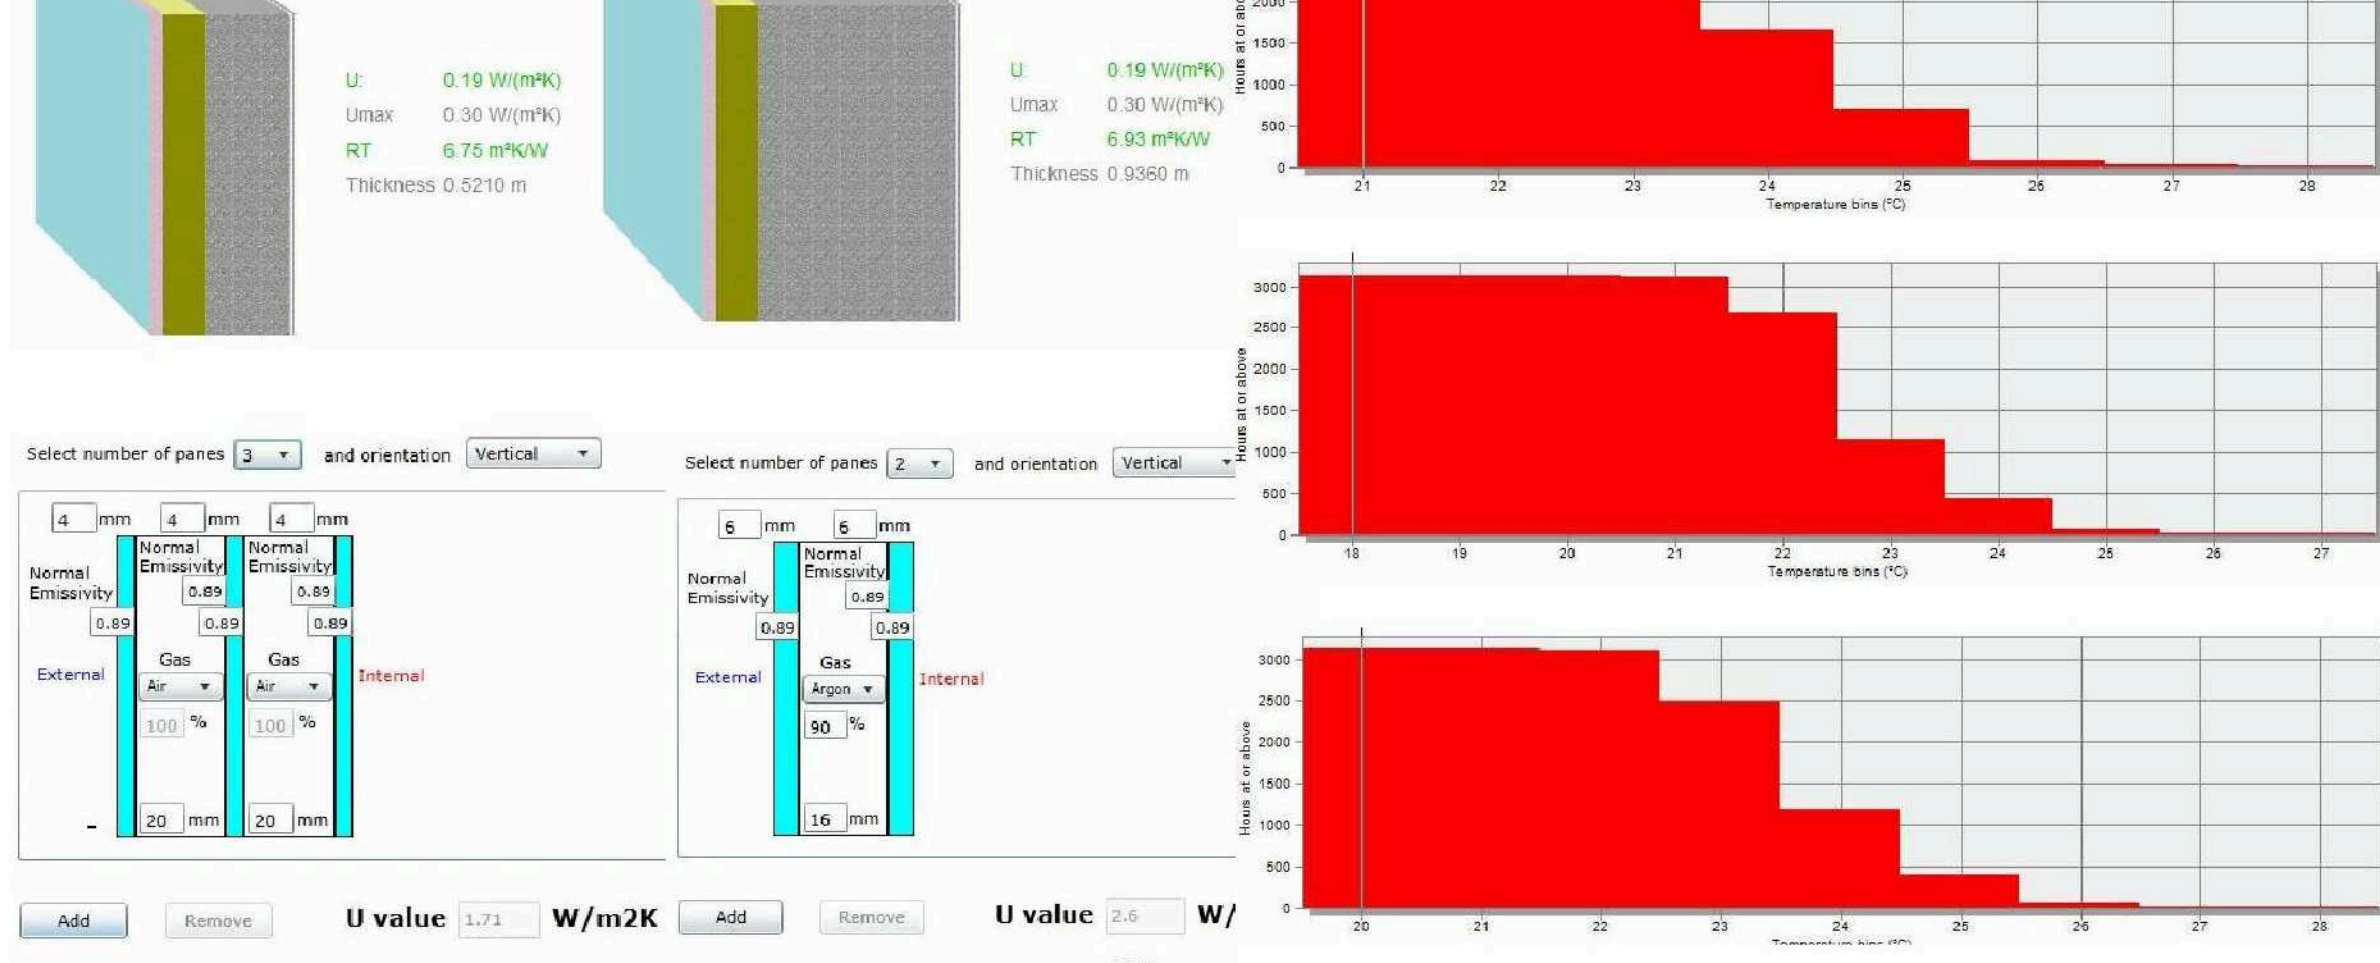 U: 0.19 W/(m²K)
Umax 0.30 W/(m²K)
RT 6.75 m²K/W
Thickness 0.5210 m
U: 0.19 W/(m²K)
Umax 0.30 W/(m²K)
RT 6.93 m²K/W
Thickness 0.9360 m
Select number of panes 3 and orientation Vertical
4 mm 4 mm 4 mm
Normal Normal
Emissivity Emissivity
Normal
Emissivity
0.89 0.89
0.89 0.89 0.89
Gas Gas
External Internal
Air Air
100 % 100 %
20 mm 20 mm
Add Remove U value 1.71 W/m2K
Select number of panes 2 and orientation Vertical
6 mm 6 mm
Normal
Emissivity
Normal
Emissivity
0.89
0.89 0.89
Gas
External Internal
Argon
90 %
16 mm
Add Remove U value 2.6 W/
Hours at or abo
2000
1500
1000
500
0
21 22 23 24 25 26 27 28
Temperature bins (°C)
Hours at or above
3000
2500
2000
1500
1000
500
0
18 19 20 21 22 23 24 25 26 27
Temperature bins (°C)
Hours at or above
3000
2500
2000
1500
1000
500
0
20 21 22 23 24 25 26 27 28